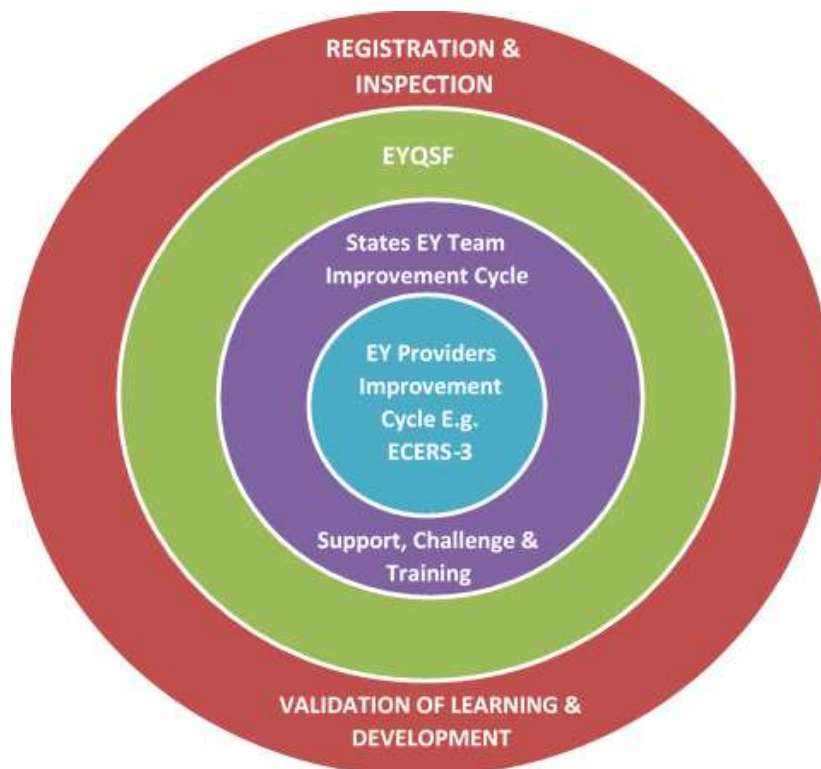 REGISTRATION &
INSPECTION
EYQSF
States EY Team
Improvement Cycle
EY Providers
Improvement
Cycle E.g.
ECERS-3
Support, Challenge &
Training
VALIDATION OF LEARNING &
DEVELOPMENT